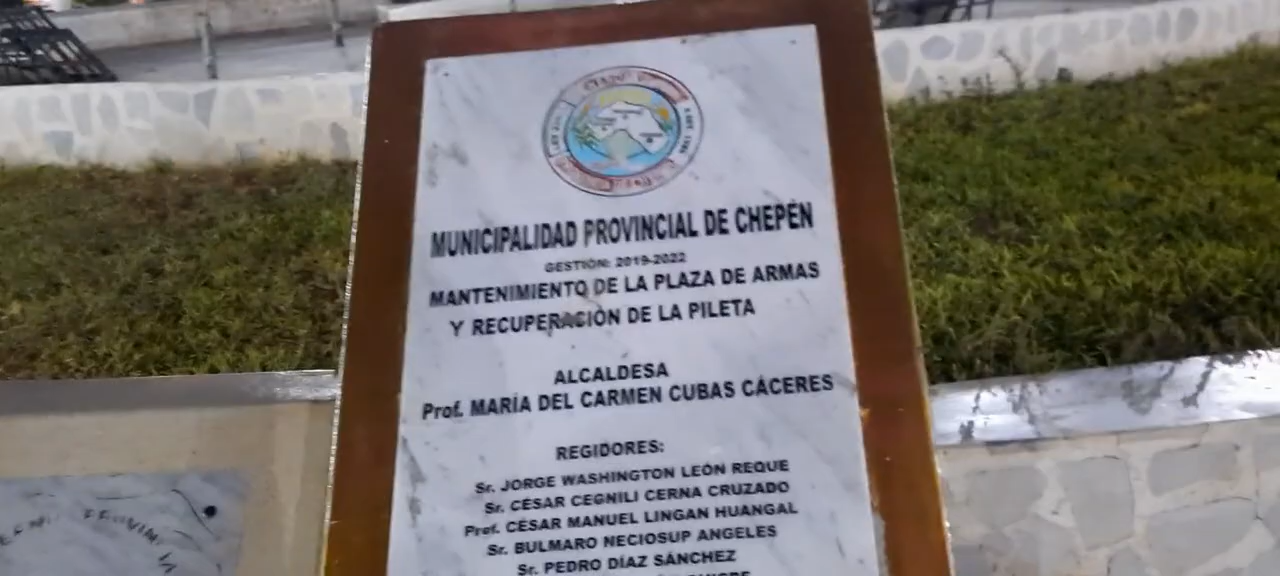 MUNICIPALIDAD PROVINCIAL DE CHEPÉN
GESTIÓN: 2019-2022
MANTENIMIENTO DE LA PLAZA DE ARMAS
Y RECUPERACIÓN DE LA PILETA
ALCALDESA
Prof. MARÍA DEL CARMEN CUBAS CÁCERES
REGIDORES:
Sr. JORGE WASHINGTON LEÓN REQUE
Sr. CÉSAR CEGNILI CERNA CRUZADO
Prof. CÉSAR MANUEL LINGAN HUANGAL
Sr. BULMARO NECIOSUP ANGELES
Sr. PEDRO DÍAZ SÁNCHEZ